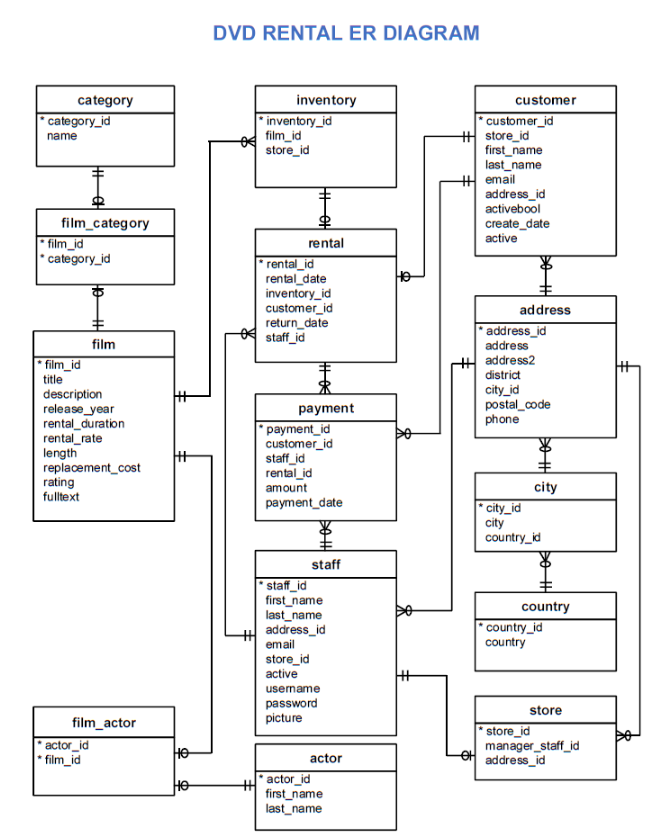 DVD RENTAL ER DIAGRAM
category
* category_id
name
film_category
* film_id
* category_id
film
* film_id
title
description
release_year
rental_duration
rental_rate
length
replacement_cost
rating
fulltext
film_actor
* actor_id
* film_id
inventory
* inventory_id
film_id
store_id
rental
* rental_id
rental_date
inventory_id
customer_id
return_date
staff_id
payment
* payment_id
customer_id
staff_id
rental_id
amount
payment_date
staff
* staff_id
first_name
last_name
address_id
email
store_id
active
username
password
picture
actor
* actor_id
first_name
last_name
customer
* customer_id
store_id
first_name
last_name
email
address_id
activebool
create_date
active
address
* address_id
address
address2
district
city_id
postal_code
phone
city
* city_id
city
country_id
country
* country_id
country
store
* store_id
manager_staff_id
address_id